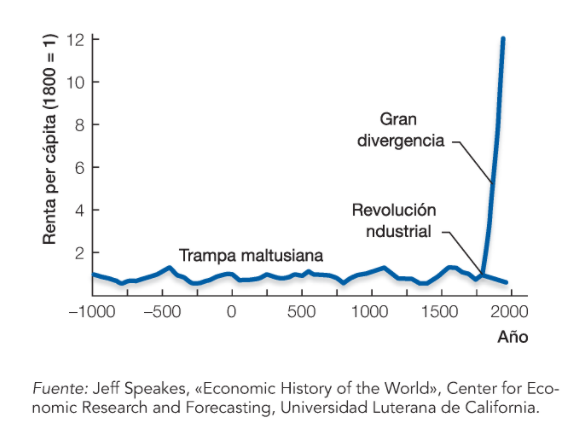 Renta per cápita (1800 = 1)
12
10
8
6
4
2
Gran
divergencia
Revolución
ndustrial
Trampa maltusiana
–1000
–500
0
500
1000
1500
2000
Año
Fuente: Jeff Speakes, «Economic History of the World», Center for Eco-
nomic Research and Forecasting, Universidad Luterana de California.